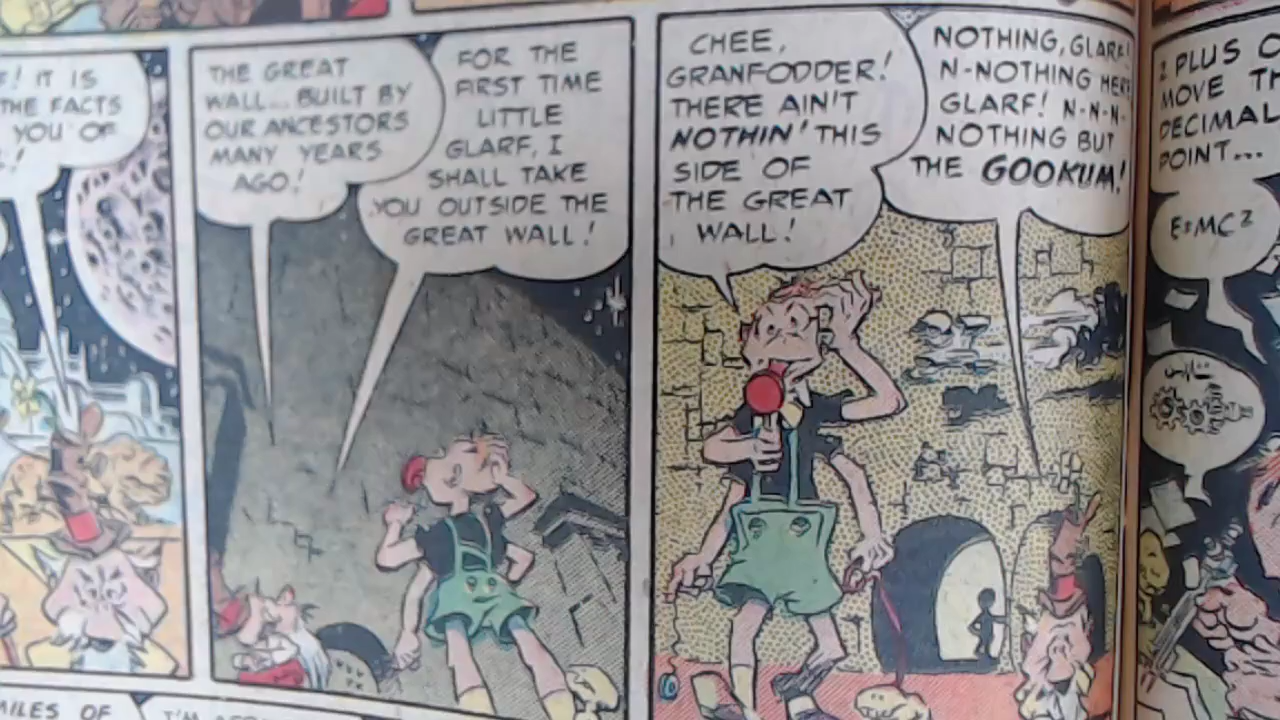 ! IT IS
THE FACTS
YOU OF
THE GREAT
WALL... BUILT BY
OUR ANCESTORS
MANY YEARS
AGO!
FOR THE
FIRST TIME
LITTLE
GLARF, I
SHALL TAKE
YOU OUTSIDE THE
GREAT WALL!
CHEE,
GRANFODDER!
THERE AIN'T
NOTHIN' THIS
SIDE OF
THE GREAT
WALL!
NOTHING, GLARF!
N-NOTHING HERE
GLARF! N-N-N-
NOTHING BUT
THE GOOKUM!
PLUS
MOVE
DECIMAL
POINT...
E=MC2
MILES OF